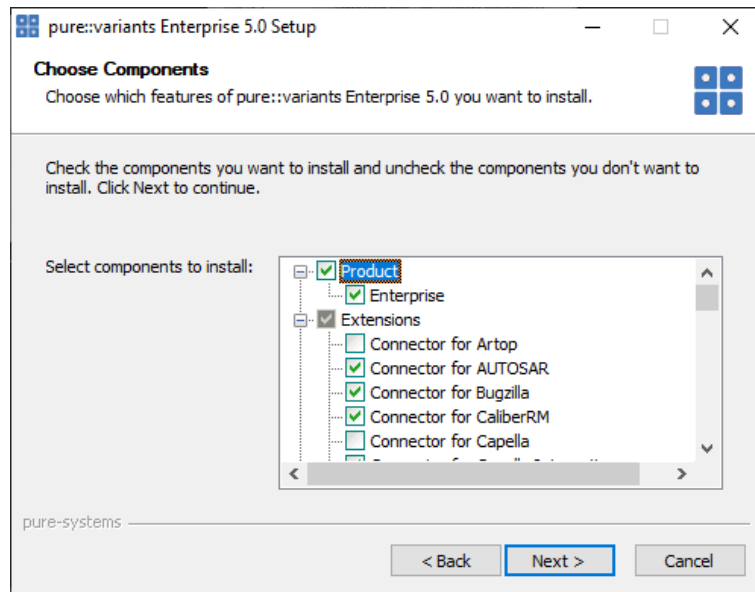 pure::variants Enterprise 5.0 Setup
Choose Components
Choose which features of pure::variants Enterprise 5.0 you want to install.
Check the components you want to install and uncheck the components you don't want to
install. Click Next to continue.
Select components to install:
Product
Enterprise
Extensions
Connector for Artop
Connector for AUTOSAR
Connector for Bugzilla
Connector for CaliberRM
Connector for Capella
pure-systems
< Back
Next >
Cancel